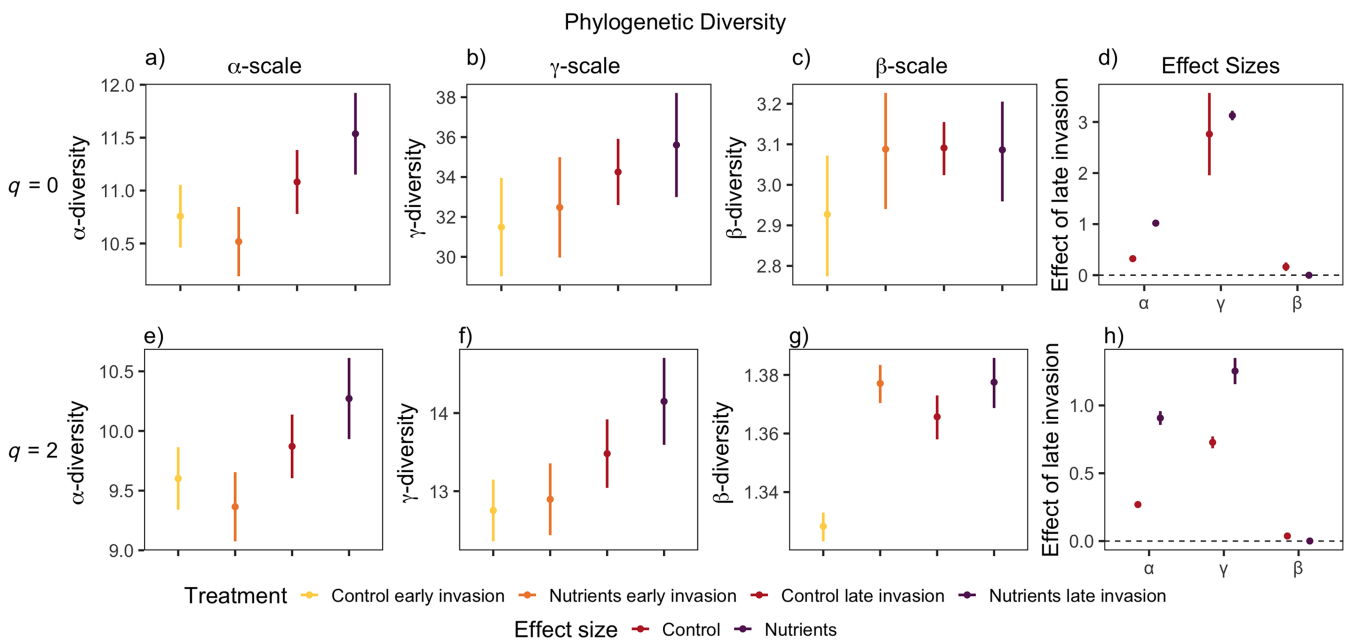 Phylogenetic Diversity
a) α-scale
b) γ-scale
c) β-scale
d) Effect Sizes
q = 0
α-diversity
12.0
11.5
11.0
10.5
γ-diversity
38
36
34
32
30
β-diversity
3.2
3.1
3.0
2.9
2.8
Effect of late invasion
3
2
1
0
α γ β
e)
f)
g)
h)
q = 2
α-diversity
10.5
10.0
9.5
9.0
γ-diversity
14
13
β-diversity
1.38
1.36
1.34
Effect of late invasion
1.0
0.5
0.0
α γ β
Treatment Control early invasion Nutrients early invasion Control late invasion Nutrients late invasion
Effect size Control Nutrients